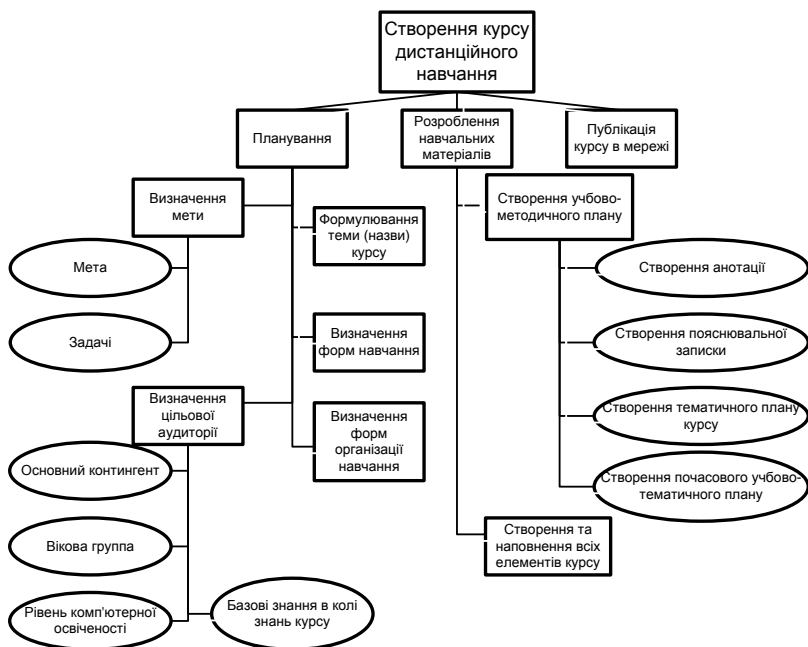 Створення курсу
дистанційного
навчання
Планування
Розроблення
навчальних
матеріалів
Публікація
курсу в мережі
Визначення
мети
Мета
Задачі
Формулювання
теми (назви)
курсу
Визначення
форм навчання
Визначення
цільової
аудиторії
Визначення
форм
організації
навчання
Основний контингент
Вікова группа
Рівень комп'ютерної
освіченості
Базові знання в колі
знань курсу
Створення учбово-
методичного плану
Створення анотації
Створення пояснювальної
записки
Створення тематичного плану
курсу
Створення почасового учбово-
тематичного плану
Створення та
наповнення всіх
елементів курсу